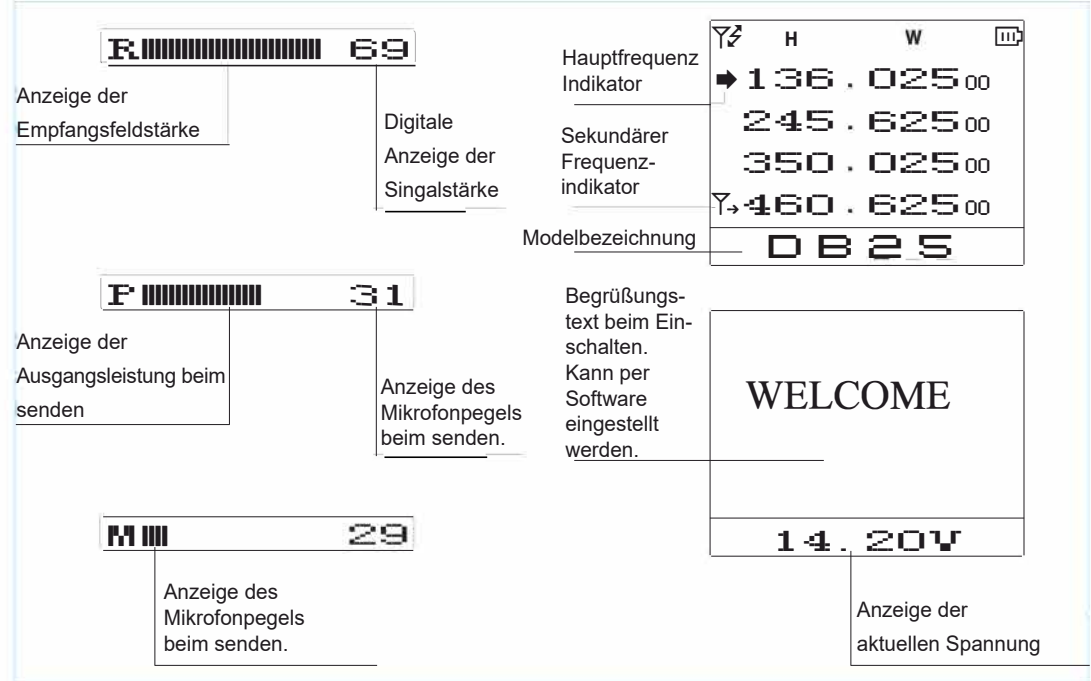 R 69
Anzeige der
Empfangsfeldstärke
Digitale
Anzeige der
Singalstärke
P 31
Anzeige der
Ausgangsleistung beim
senden
Anzeige des
Mikrofonpegels
beim senden.
M 29
Anzeige des
Mikrofonpegels
beim senden.
Hauptfrequenz
Indikator
Sekundärer
Frequenz-
indikator
Modelbezeichnung
H W
136.02500
245.62500
350.02500
460.62500
DB25
Begrüßungs-
text beim Ein-
schalten.
Kann per
Software
eingestellt
werden.
WELCOME
14.20V
Anzeige der
aktuellen Spannung